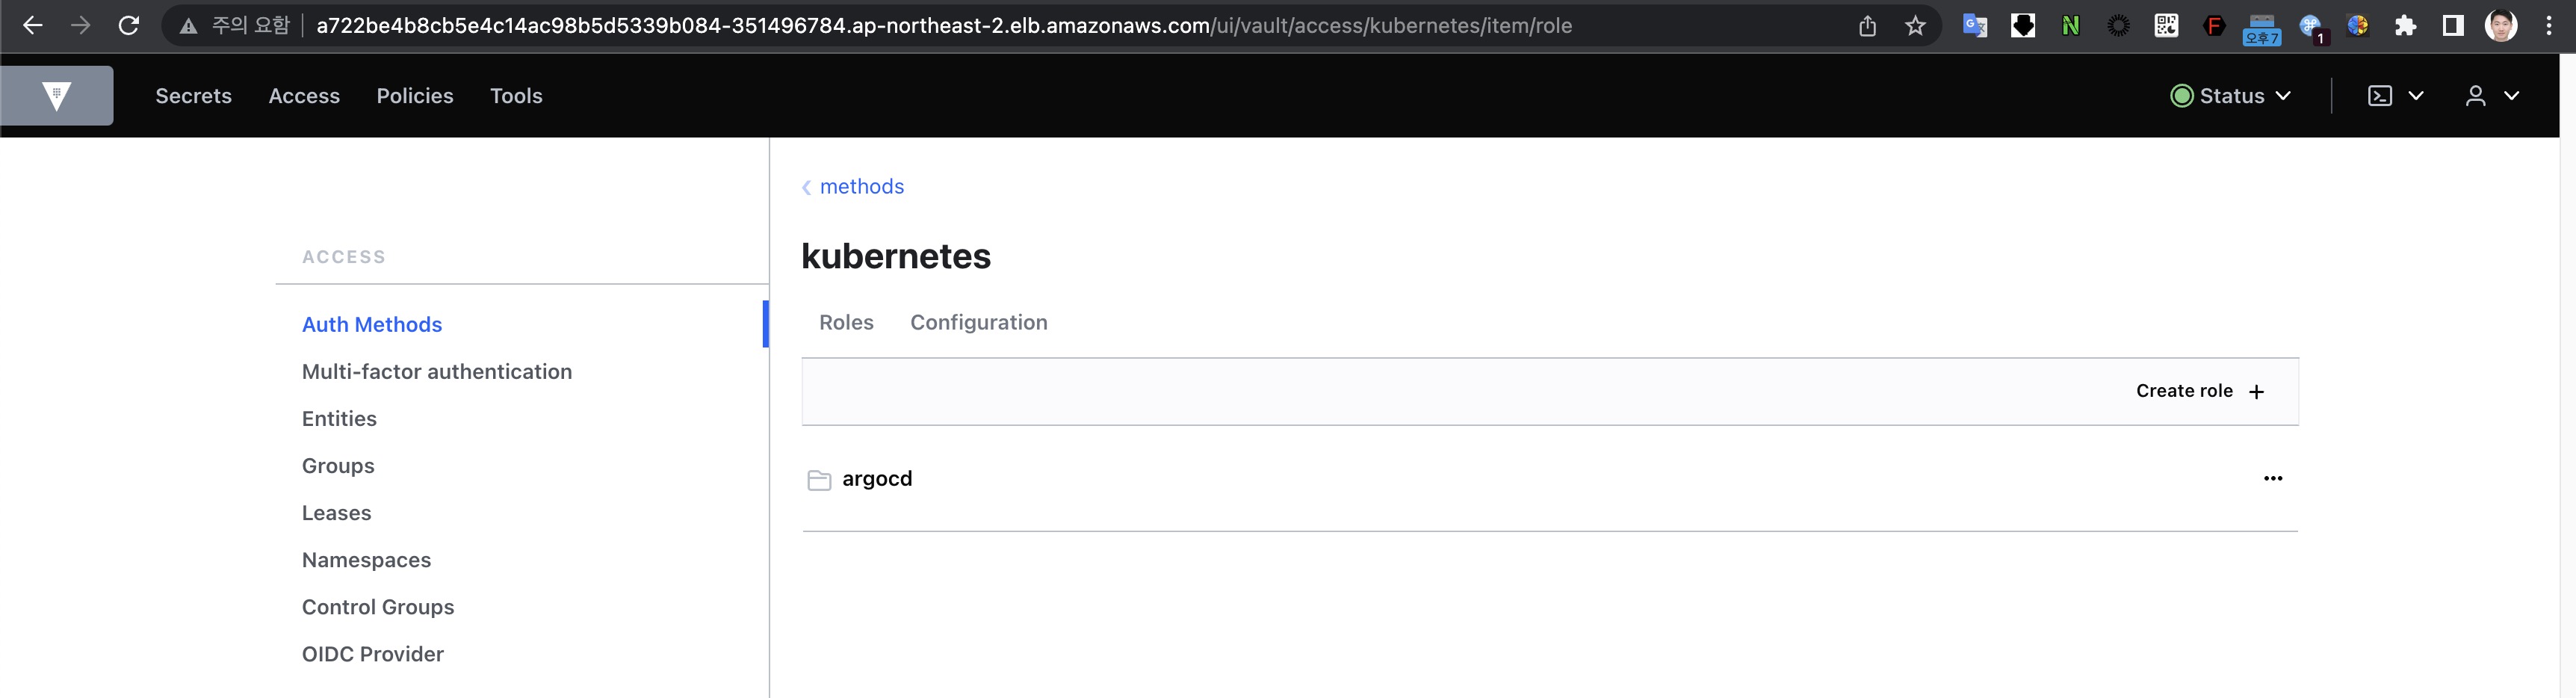 주의 요함 a722be4b8cb5e4c14ac98b5d5339b084-351496784.ap-northeast-2.elb.amazonaws.com/ui/vault/access/kubernetes/item/role
오후7
1
Secrets Access Policies Tools Status
methods
kubernetes
ACCESS
Auth Methods
Multi-factor authentication
Entities
Groups
Leases
Namespaces
Control Groups
OIDC Provider
Roles Configuration
Create role +
argocd